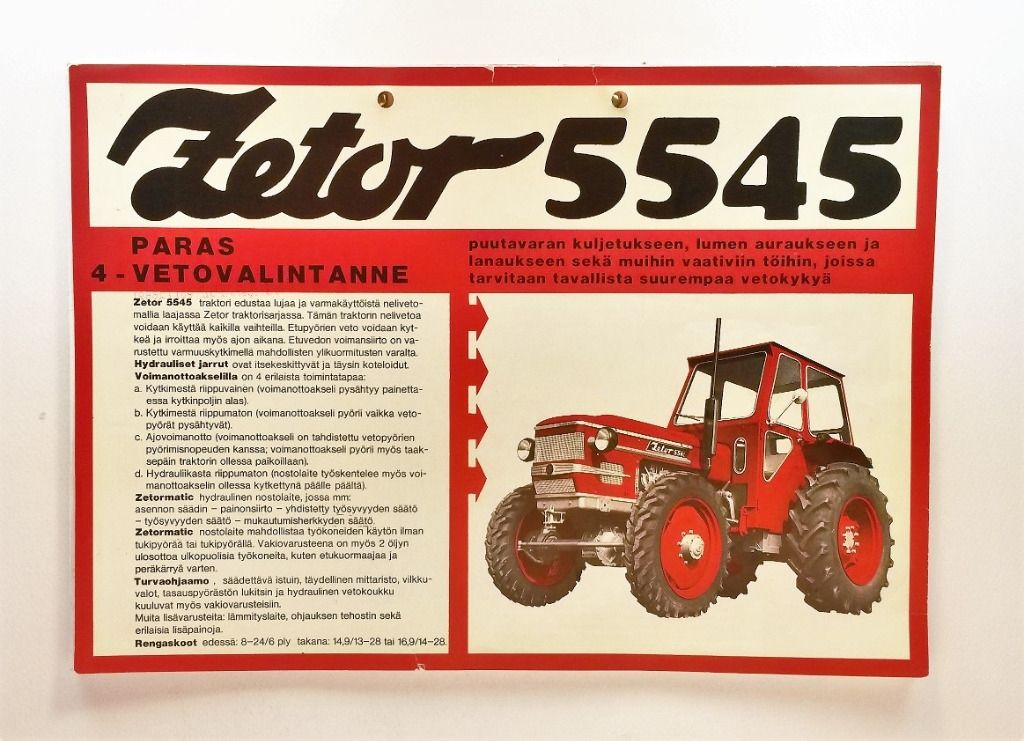 Zetor 5545
PARAS
4 - VETOVALINTANNE
puutavaran kuljetukseen, lumen auraukseen ja
lanaukseen sekä muihin vaativiin töihin, joissa
tarvitaan tavallista suurempaa vetokykyä
Zetor 5545 traktori edustaa lujaa ja varmakäyttöistä neliveto-
mallia laajassa Zetor traktorisarjassa. Tämän traktorin nelivetoa
voidaan käyttää kaikilla vaihteilla. Etupyörien veto voidaan kyt-
keä ja irroittaa myös ajon aikana. Etuvedon voimansiirto on va-
rustettu varmuuskytkimellä mahdollisten ylikuormitusten varalta.
Hydrauliset jarrut ovat itsekeskittyvät ja täysin koteloidut.
Voimanottoakselilla on 4 erilaista toimintatapaa:
a. Kytkimestä riippuvainen (voimanottoakseli pysähtyy painetta-
essa kytkinpoljin alas).
b. Kytkimestä riippumaton (voimanottoakseli pyörii vaikka veto-
pyörät pysähtyvät).
c. Ajovoimanotto (voimanottoakseli on tahdistettu vetopyörien
pyörimisnopeuden kanssa; voimanottoakseli pyörii myös taak-
sepäin traktorin ollessa paikoillaan).
d. Hydrauliikasta riippumaton (nostolaite työskentelee myös voi-
manottoakselin ollessa kytkettynä päälle päältä).
Zetormatic hydraulinen nostolaite, jossa mm:
asennon säädin – painonsiirto – yhdistetty työsyvyyden säätö
– työsyvyyden säätö – mukautumisherkkyden säätö.
Zetormatic nostolaite mahdollistaa työkoneiden käytön ilman
tukipyörää tai tukipyörällä. Vakiovarusteena on myös 2 öljyn
ulosottoa ulkopuolisia työkoneita, kuten etukuormaajaa ja
peräkärryä varten.
Turvaohjaamo , säädettävä istuin, täydellinen mittaristo, vilkku-
valot, tasauspyörästön lukitsin ja hydraulinen vetokoukku
kuuluvat myös vakiovarusteisiin.
Muita lisävarusteita: lämmityslaite, ohjauksen tehostin sekä
erilaisia lisäpainoja.
Rengaskoot edessä: 8–24/6 ply takana: 14,9/13–28 tai 16,9/14–28.
Zetor